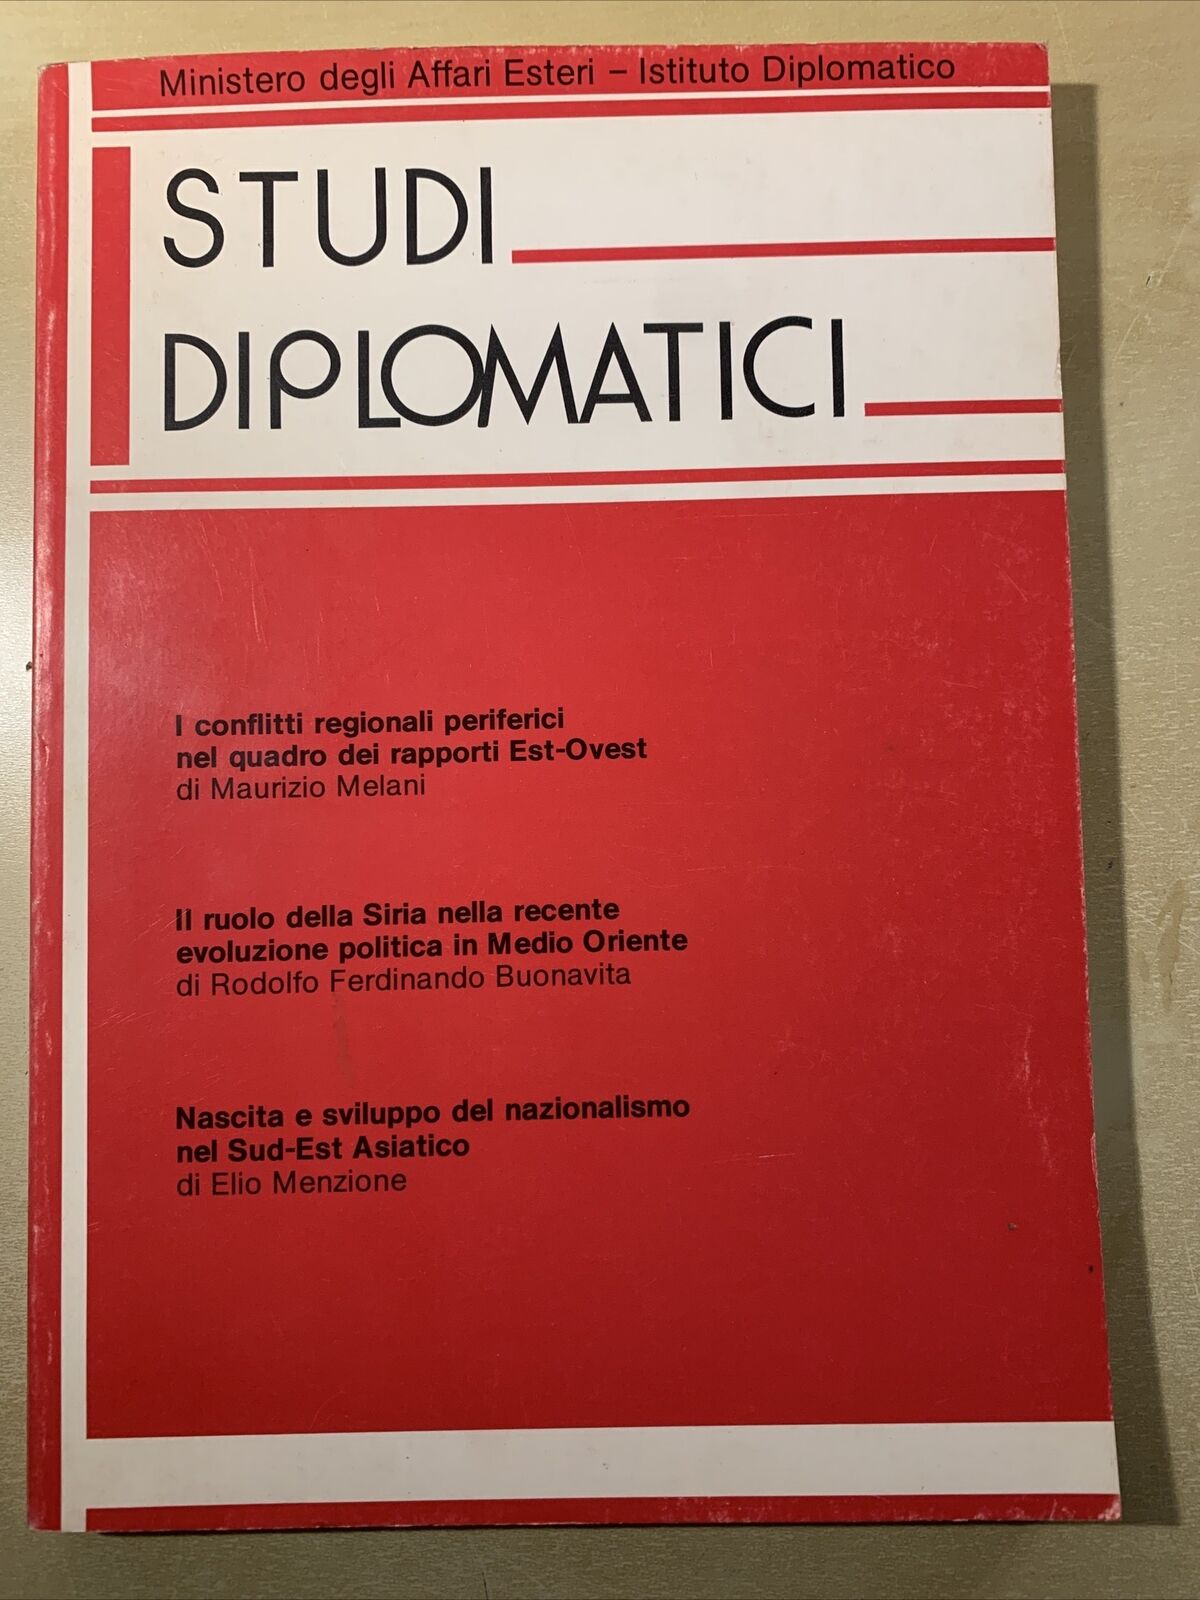 Ministero degli Affari Esteri – Istituto Diplomatico
STUDI
DIPLOMATICI
I conflitti regionali periferici
nel quadro dei rapporti Est-Ovest
di Maurizio Melani
Il ruolo della Siria nella recente
evoluzione politica in Medio Oriente
di Rodolfo Ferdinando Buonavita
Nascita e sviluppo del nazionalismo
nel Sud-Est Asiatico
di Elio Menzione